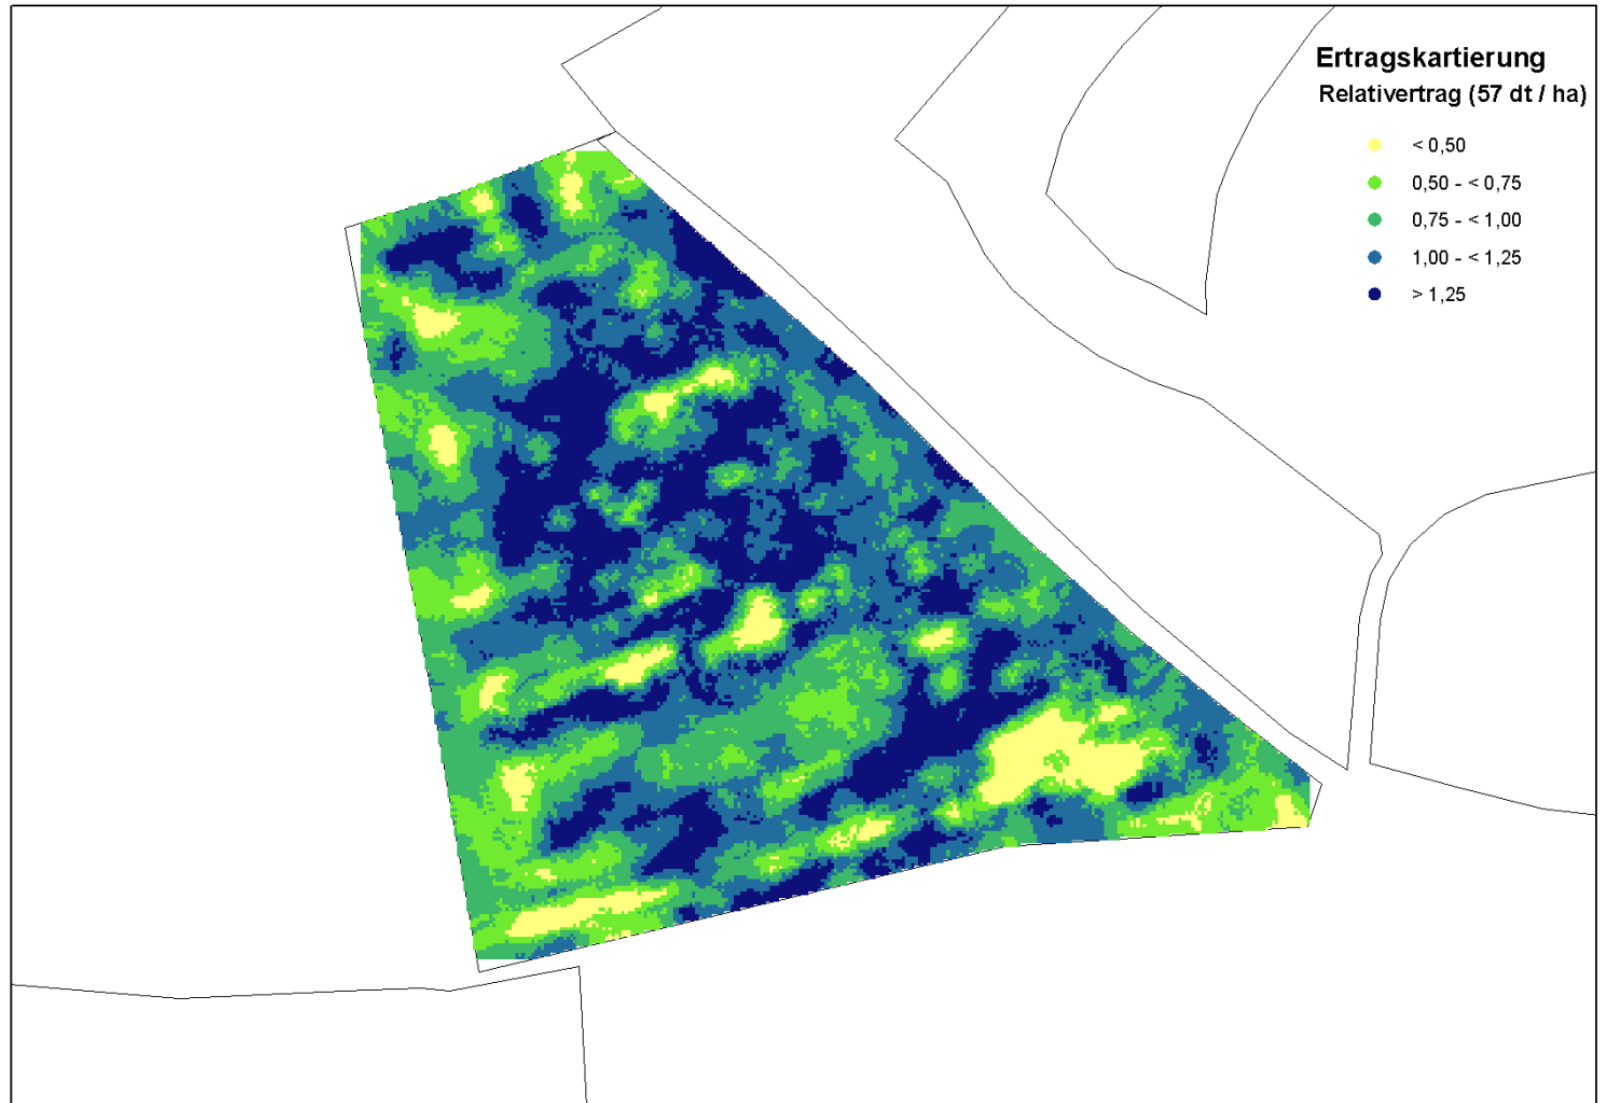 Ertragskartierung
Relativertrag (57 dt / ha)
< 0,50
0,50 - < 0,75
0,75 - < 1,00
1,00 - < 1,25
> 1,25